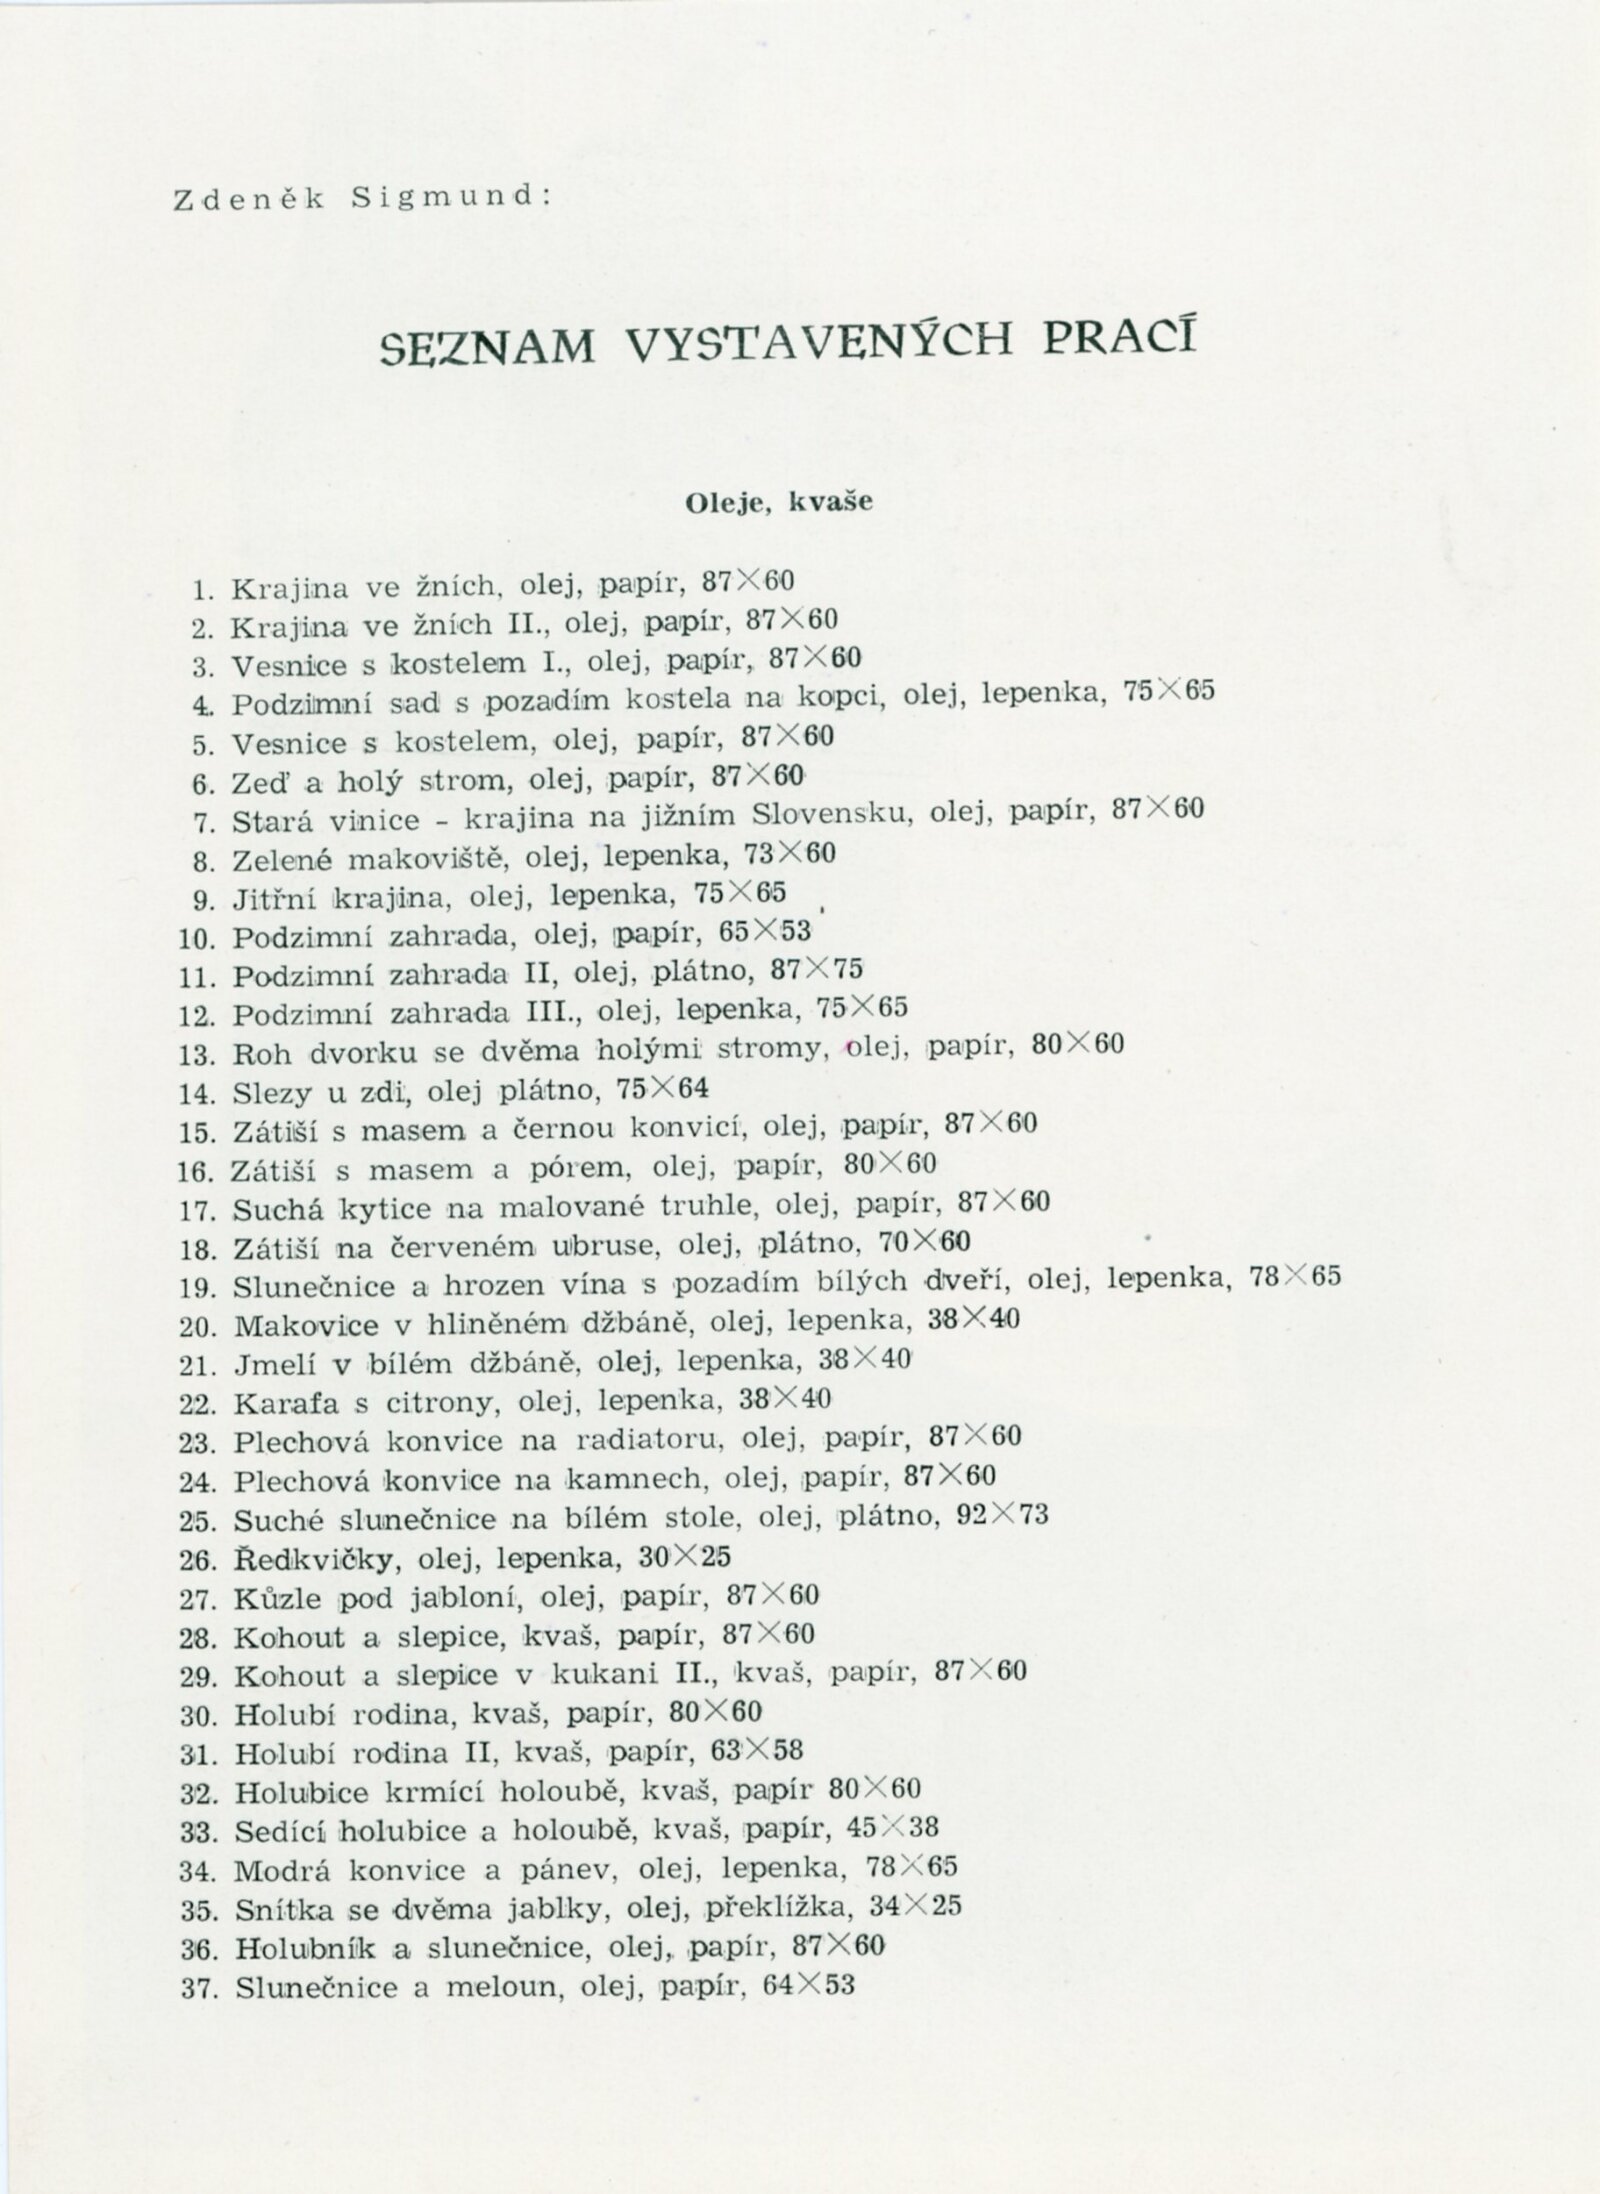 Zdeněk Sigmund:
SEZNAM VYSTAVENÝCH PRACÍ
Oleje, kvaše
1. Krajina ve žních, olej, papír, 87×60
2. Krajina ve žních II., olej, papír, 87×60
3. Vesnice s kostelem I., olej, papír, 87×60
4. Podzimní sad s pozadím kostela na kopci, olej, lepenka, 75×65
5. Vesnice s kostelem, olej, papír, 87×60
6. Zeď a holý strom, olej, papír, 87×60
7. Stará vinice - krajina na jižním Slovensku, olej, papír, 87×60
8. Zelené makoviště, olej, lepenka, 73×60
9. Jitřní krajina, olej, lepenka, 75×65
10. Podzimní zahrada, olej, papír, 65×53
11. Podzimní zahrada II, olej, plátno, 87×75
12. Podzimní zahrada III., olej, lepenka, 75×65
13. Roh dvorku se dvěma holými stromy, olej, papír, 80×60
14. Slezy u zdi, olej plátno, 75×64
15. Zátiší s masem a černou konvicí, olej, papír, 87×60
16. Zátiší s masem a pórem, olej, papír, 80×60
17. Suchá kytice na malované truhle, olej, papír, 87×60
18. Zátiší na červeném ubruse, olej, plátno, 70×60
19. Slunečnice a hrozen vína s pozadím bílých dveří, olej, lepenka, 78×65
20. Makovice v hliněném džbáně, olej, lepenka, 38×40
21. Jmelí v bílém džbáně, olej, lepenka, 38×40
22. Karafa s citrony, olej, lepenka, 38×40
23. Plechová konvice na radiatoru, olej, papír, 87×60
24. Plechová konvice na kamnech, olej, papír, 87×60
25. Suché slunečnice na bílém stole, olej, plátno, 92×73
26. Ředkvičky, olej, lepenka, 30×25
27. Kůzle pod jabloní, olej, papír, 87×60
28. Kohout a slepice, kvaš, papír, 87×60
29. Kohout a slepice v kukani II., kvaš, papír, 87×60
30. Holubí rodina, kvaš, papír, 80×60
31. Holubí rodina II, kvaš, papír, 63×58
32. Holubice krmící holoubě, kvaš, papír 80×60
33. Sedící holubice a holoubě, kvaš, papír, 45×38
34. Modrá konvice a pánev, olej, lepenka, 78×65
35. Snítka se dvěma jablky, olej, překlížka, 34×25
36. Holubník a slunečnice, olej, papír, 87×60
37. Slunečnice a meloun, olej, papír, 64×53